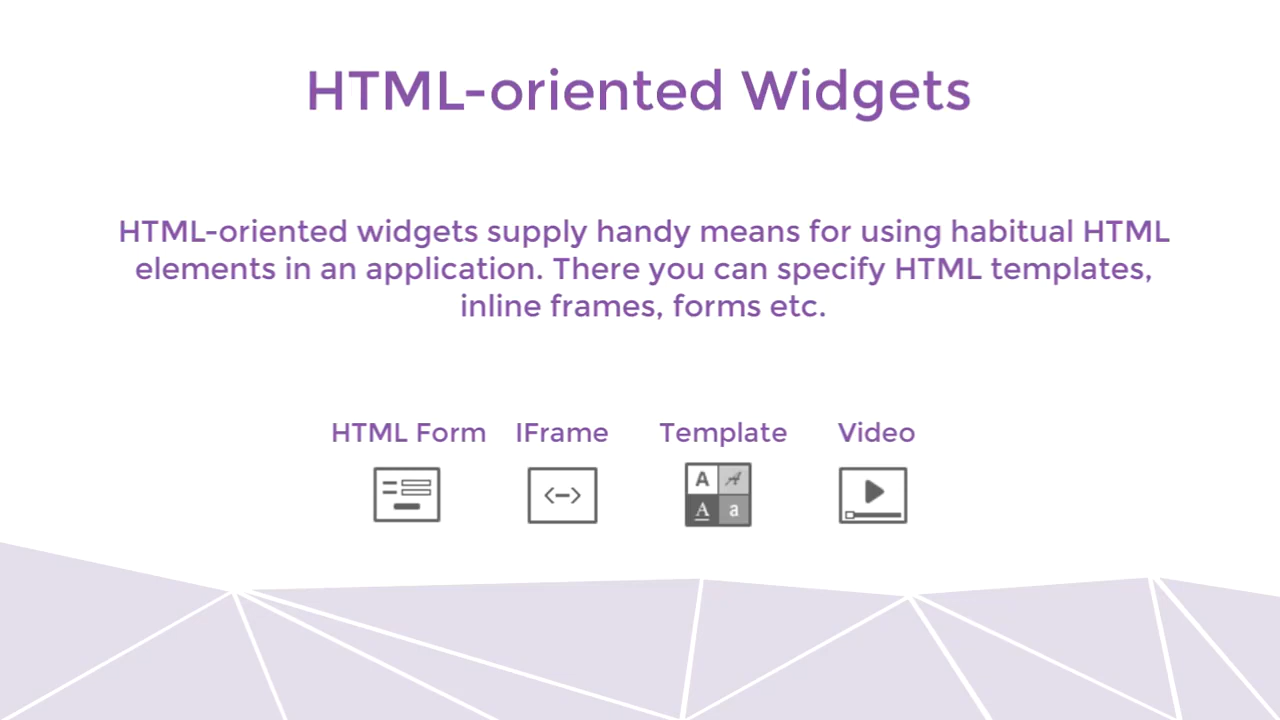 HTML-oriented Widgets
HTML-oriented widgets supply handy means for using habitual HTML
elements in an application. There you can specify HTML templates,
inline frames, forms etc.
HTML Form IFrame Template Video
A A
A a